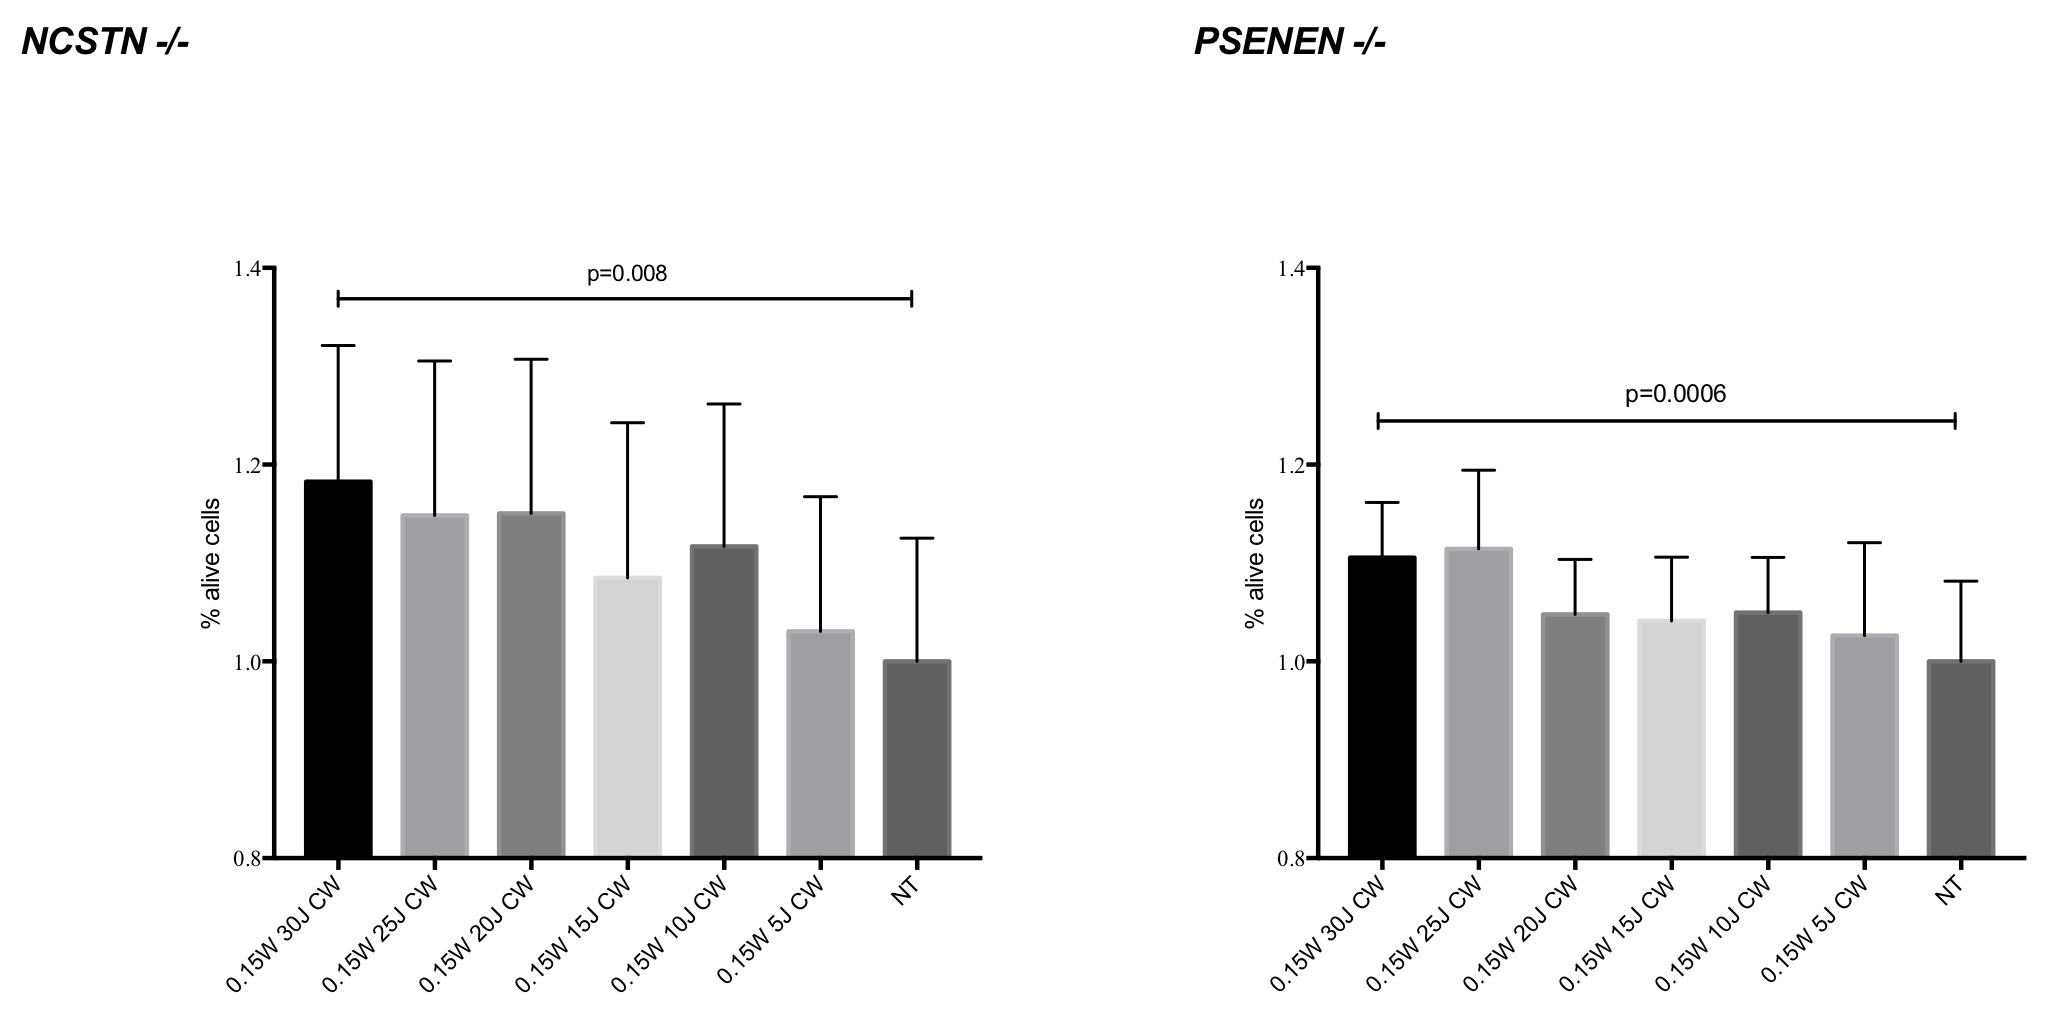 NCSTN -/-
1.4
1.2
1.0
0.8
% alive cells
p=0.008
0.15W 30J CW
0.15W 25J CW
0.15W 20J CW
0.15W 15J CW
0.15W 10J CW
0.15W 5J CW
NT
PSENEN -/-
1.4
1.2
1.0
0.8
% alive cells
p=0.0006
0.15W 30J CW
0.15W 25J CW
0.15W 20J CW
0.15W 15J CW
0.15W 10J CW
0.15W 5J CW
NT